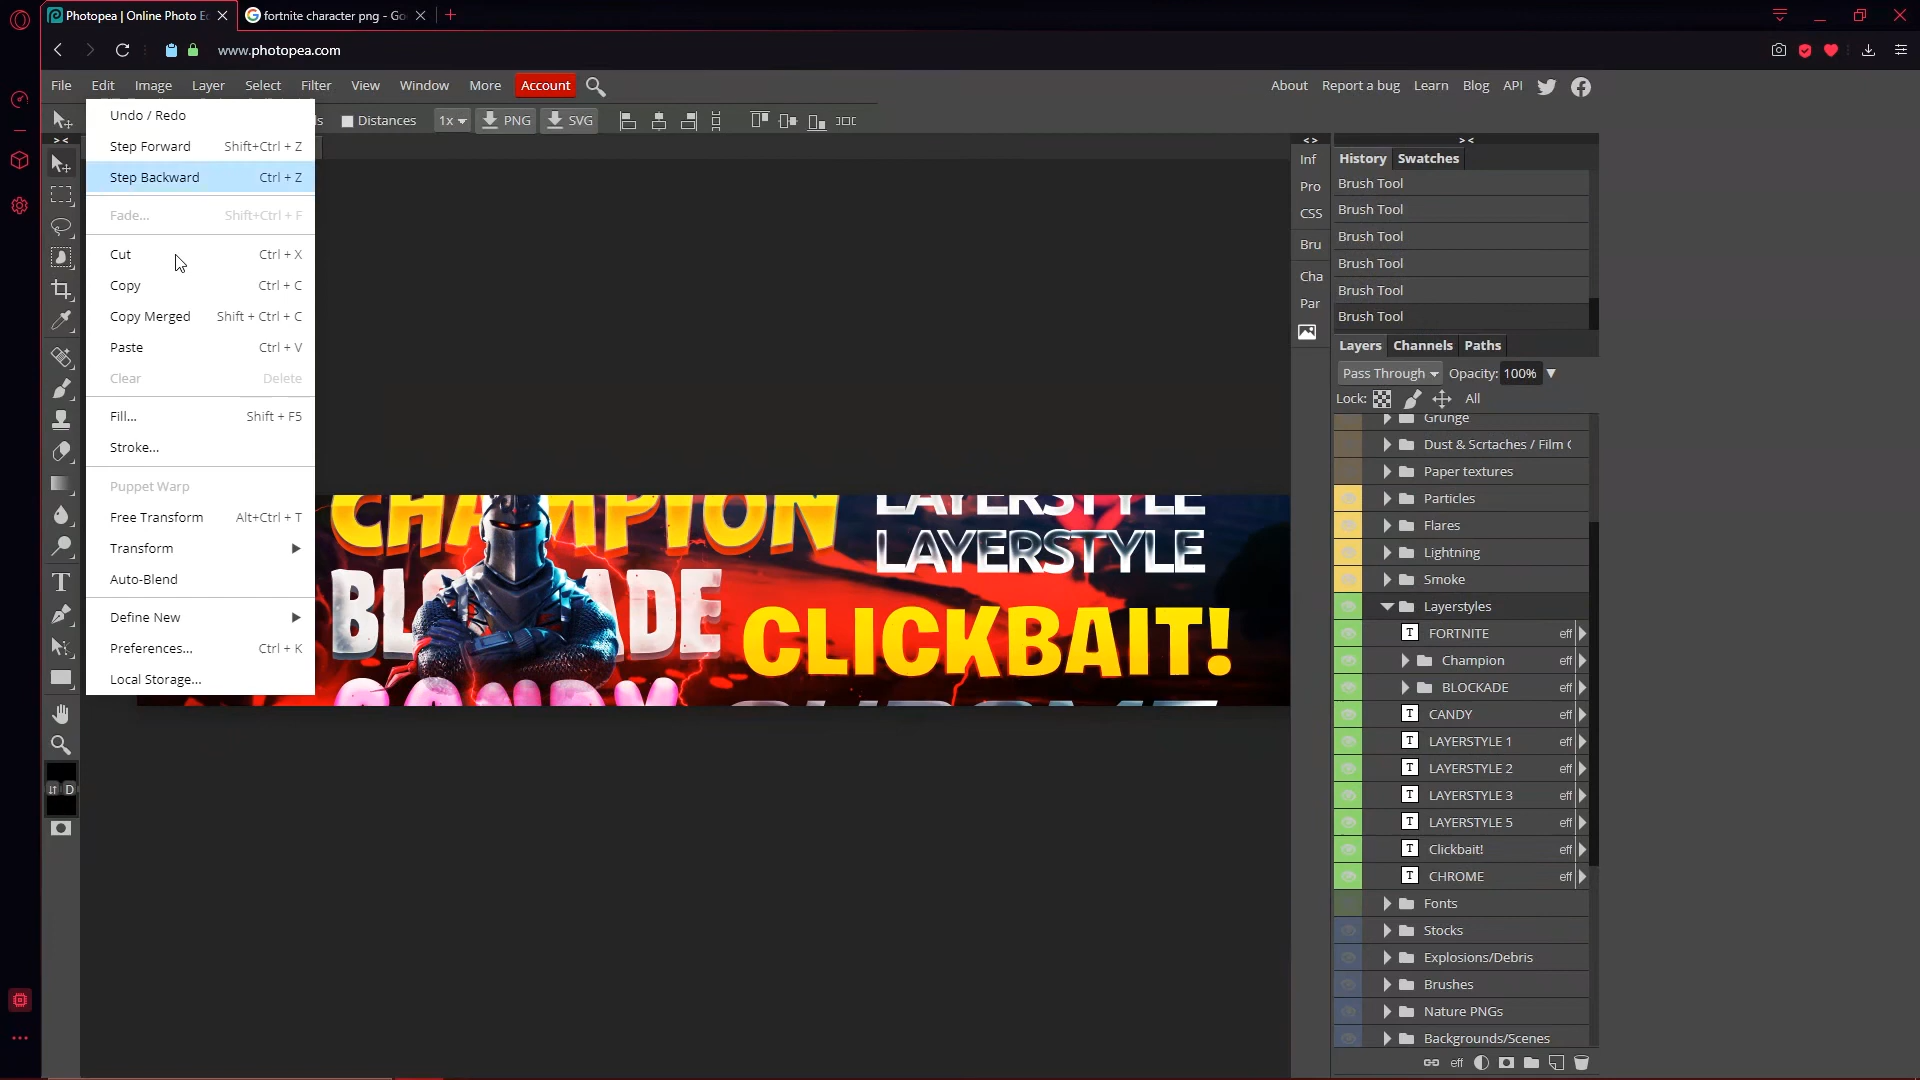 Photopea | Online Photo Ed
fortnite character png - Go
www.photopea.com
File Edit Image Layer Select Filter View Window More Account
About Report a bug Learn Blog API
Distances 1x PNG SVG
Undo / Redo
Step Forward Shift+Ctrl + Z
Step Backward Ctrl + Z
Fade... Shift+Ctrl + F
Cut Ctrl + X
Copy Ctrl + C
Copy Merged Shift + Ctrl + C
Paste Ctrl + V
Clear Delete
Fill... Shift + F5
Stroke...
Puppet Warp
Free Transform Alt+Ctrl + T
Transform
Auto-Blend
Define New
Preferences... Ctrl + K
Local Storage...
T
D
CHAMPION
LAYERSTYLE
LAYERSTYLE
BLOCKADE
CLICKBAIT!
CANDY
CHROME
Inf
Pro
CSS
Bru
Cha
Par
History Swatches
Brush Tool
Brush Tool
Brush Tool
Brush Tool
Brush Tool
Brush Tool
Layers Channels Paths
Pass Through Opacity: 100%
Lock: All
Grunge
Dust & Scrtaches / Film G
Paper textures
Particles
Flares
Lightning
Smoke
Layerstyles
T FORTNITE eff
Champion eff
BLOCKADE eff
T CANDY eff
T LAYERSTYLE 1 eff
T LAYERSTYLE 2 eff
T LAYERSTYLE 3 eff
T LAYERSTYLE 5 eff
T Clickbait! eff
T CHROME eff
Fonts
Stocks
Explosions/Debris
Brushes
Nature PNGs
Backgrounds/Scenes
eff